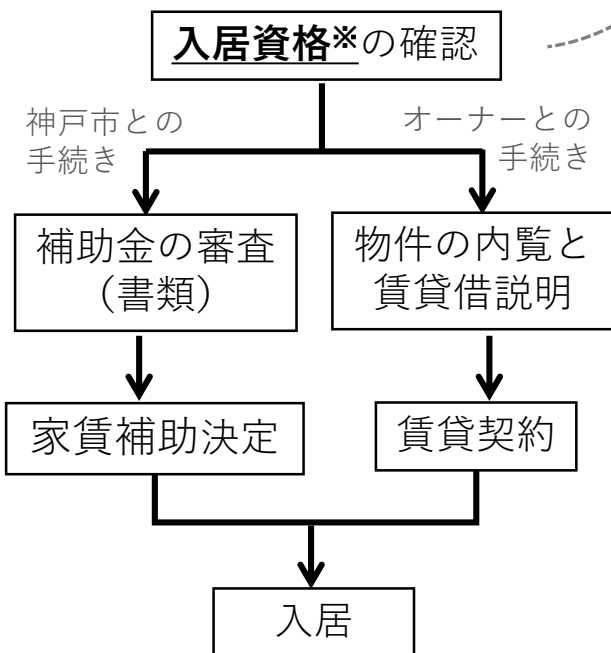 入居資格※の確認
神戸市との
手続き
オーナーとの
手続き
補助金の審査
（書類）
物件の内覧と
賃貸借説明
家賃補助決定
賃貸契約
入居